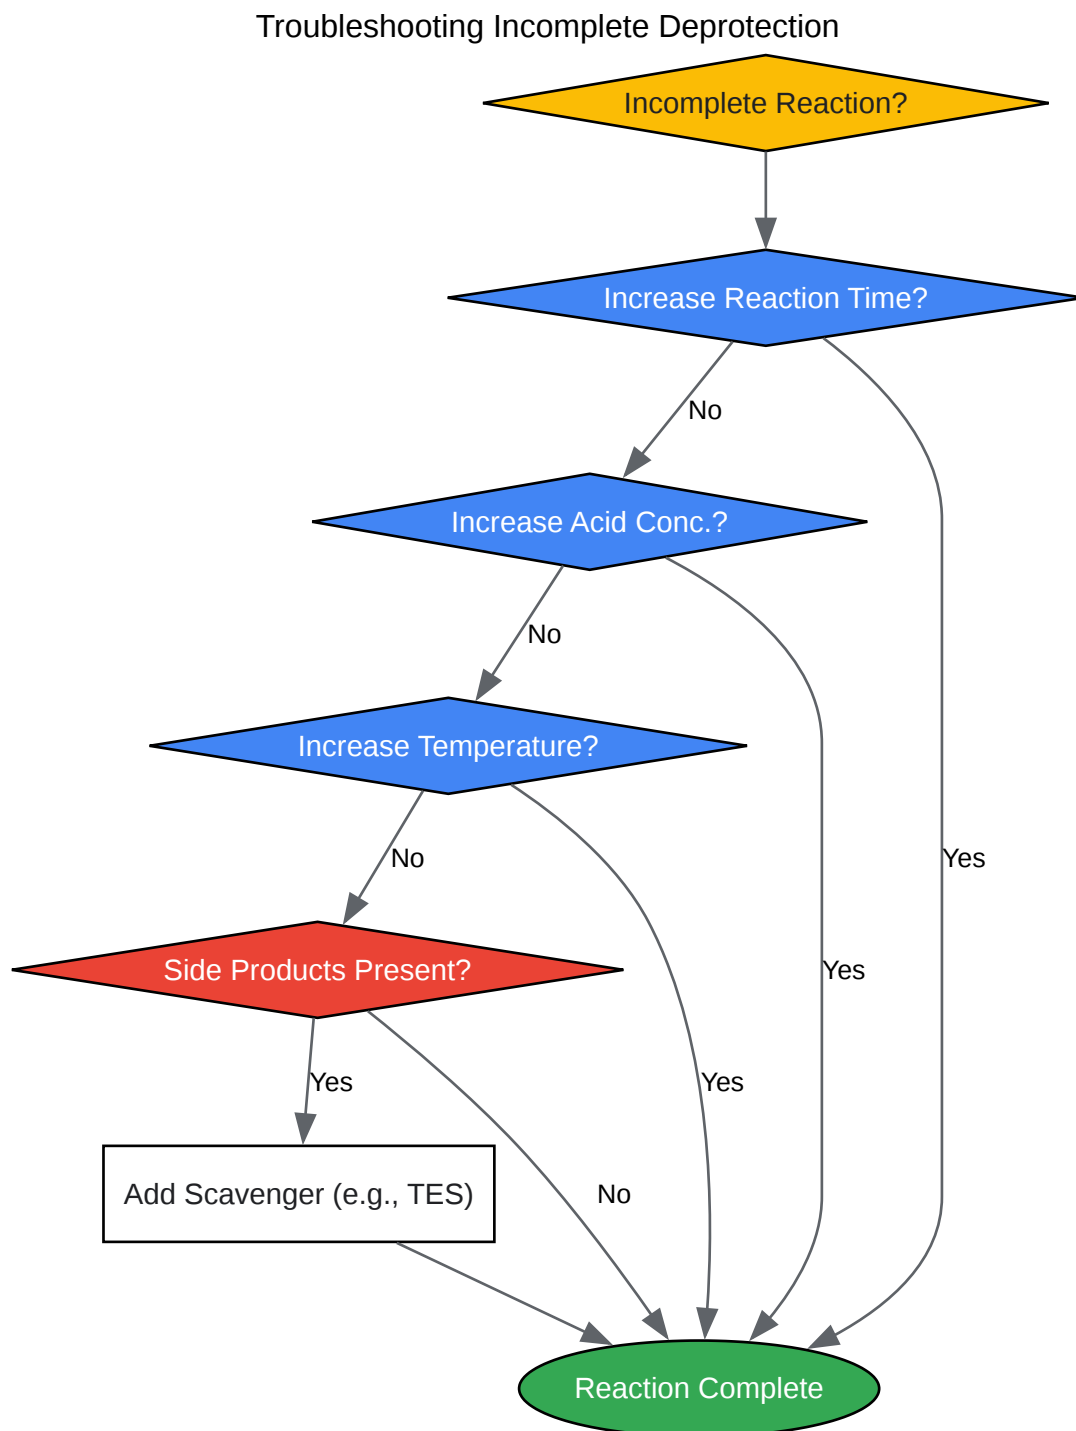 Troubleshooting Incomplete Deprotection
Incomplete Reaction?
Increase Reaction Time?
No
Increase Acid Conc.?
No
Increase Temperature?
No
Yes
Side Products Present?
Yes
Yes
Yes
Add Scavenger (e.g., TES)
No
Reaction Complete